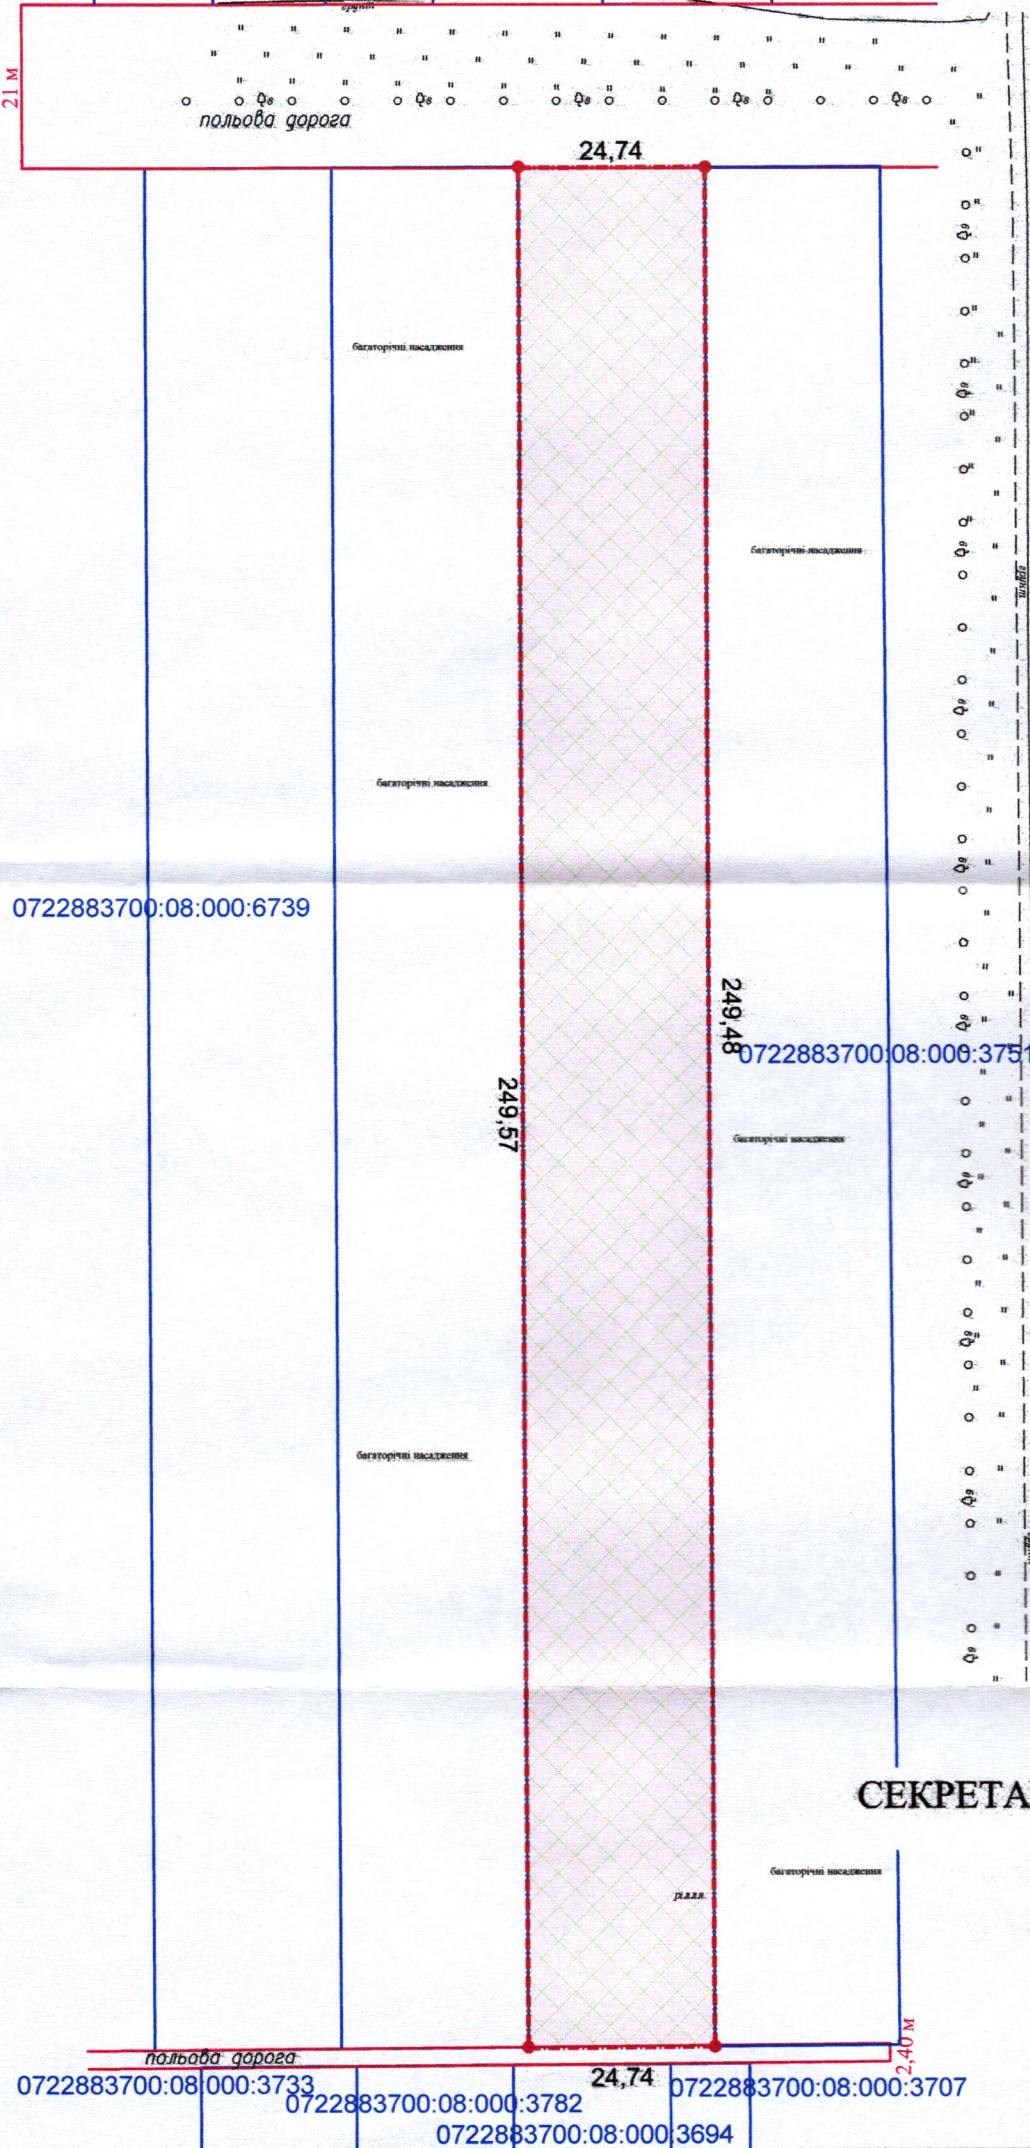 ґрунт
21 м
польова дорога
24,74
багаторічні насадження
багаторічні насадження
багаторічні насадження
0722883700:08:000:6739
249,48
0722883700:08:000:3751
249,57
багаторічні насадження
багаторічні насадження
СЕКРЕТА
багаторічні насадження
рілля
2,40 м
польова дорога
24,74
0722883700:08:000:3733
0722883700:08:000:3707
0722883700:08:000:3782
0722883700:08:000:3694